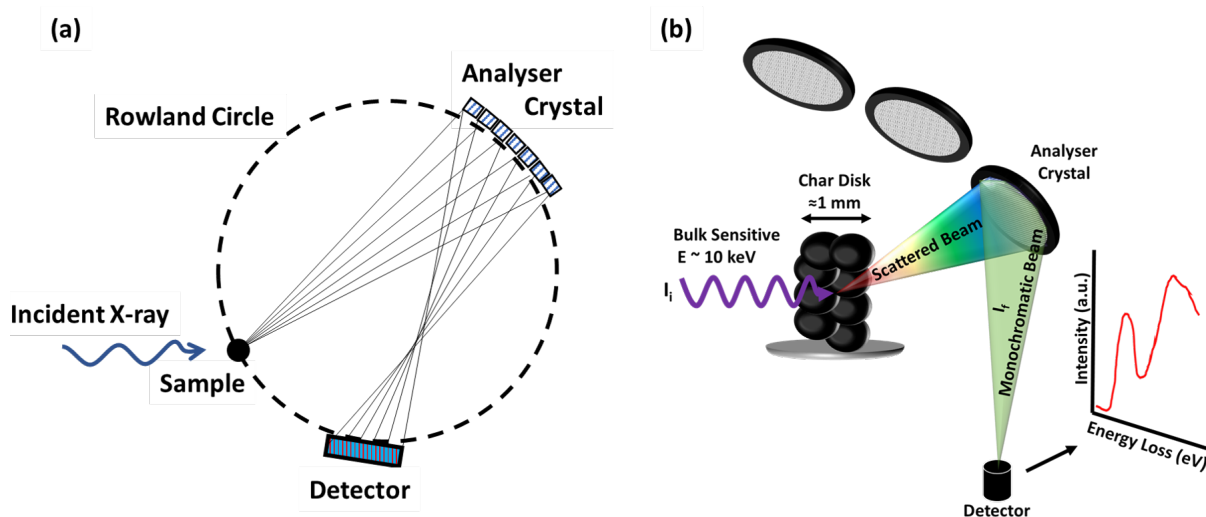 (a)
Analyser
Crystal
Rowland Circle
Incident X-ray
Sample
Detector
(b)
Analyser
Crystal
Char Disk
≈1 mm
Bulk Sensitive
E ~ 10 keV
Ii
Scattered Beam
If
Monochromatic Beam
Intensity (a.u.)
Energy Loss (eV)
Detector